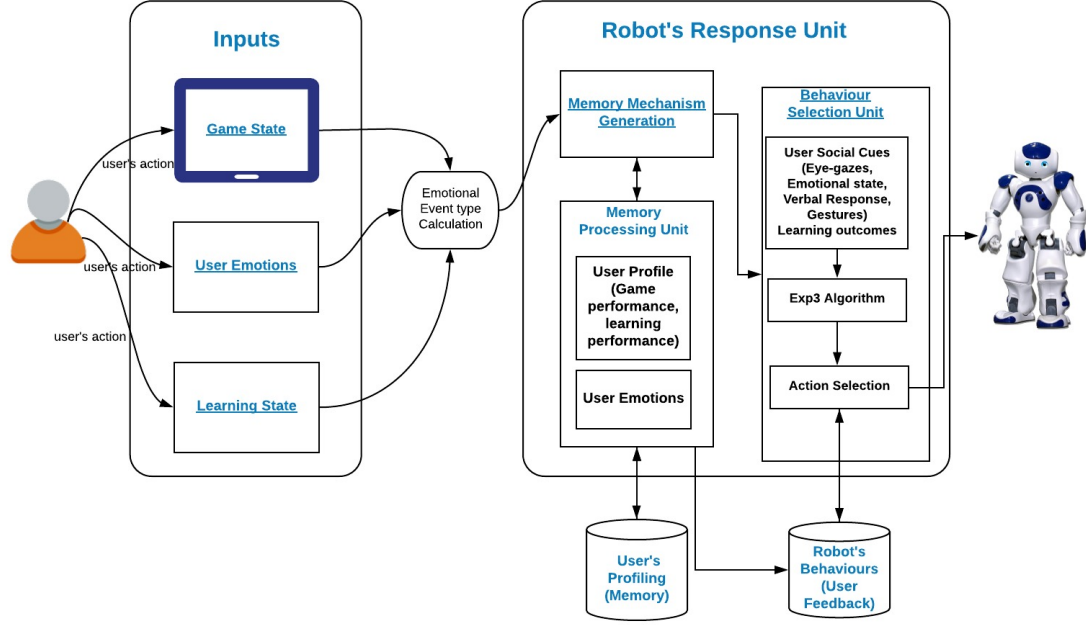 Inputs
Game State
user's action
User Emotions
user's action
Learning State
user's action
Emotional
Event type
Calculation
Robot's Response Unit
Memory Mechanism
Generation
Memory
Processing Unit
User Profile
(Game
performance,
learning
performance)
User Emotions
Behaviour
Selection Unit
User Social Cues
(Eye-gazes,
Emotional state,
Verbal Response,
Gestures)
Learning outcomes
Exp3 Algorithm
Action Selection
User's
Profiling
(Memory)
Robot's
Behaviours
(User
Feedback)